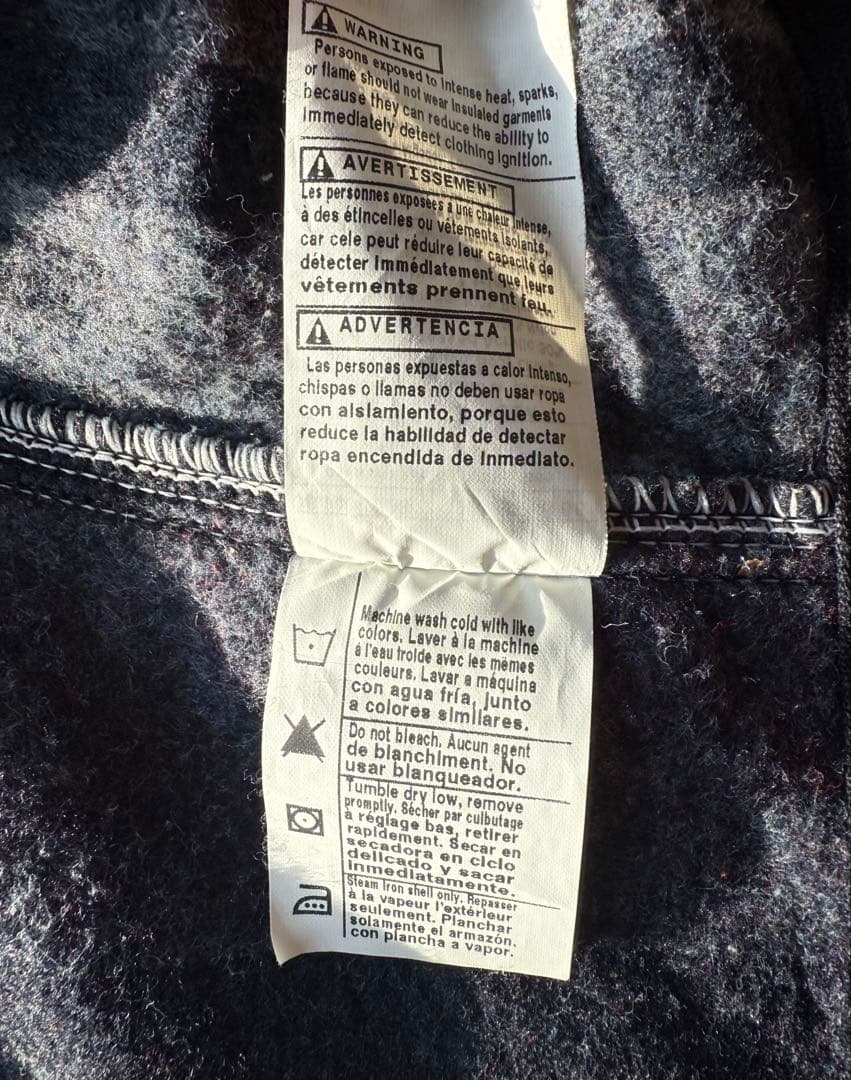 WARNING
Persons exposed to intense heat, sparks,
or flame should not wear insulated garments
because they can reduce the ability to
immediately detect clothing ignition.
AVERTISSEMENT
Les personnes exposées à une chaleur intense,
à des étincelles ou vêtements isolants,
car cele peut réduire leur capacité de
détecter immédiatement que leurs
vêtements prennent feu.
ADVERTENCIA
Las personas expuestas a calor intenso,
chispas o llamas no deben usar ropa
con aislamiento, porque esto
reduce la habilidad de detectar
ropa encendida de inmediato.
Machine wash cold with like
colors. Laver à la machine
à l'eau froide avec les mêmes
couleurs. Lavar a máquina
con agua fría, junto
a colores similares.
Do not bleach. Aucun agent
de blanchiment. No
usar blanqueador.
Tumble dry low, remove
promptly. Sécher par culbutage
à réglage bas, retirer
rapidement. Secar en
secadora en ciclo
delicado y sacar
inmediatamente.
Steam iron shell only. Repasser
à la vapeur l'extérieur
seulement. Planchar
solamente el armazón.
con plancha a vapor.